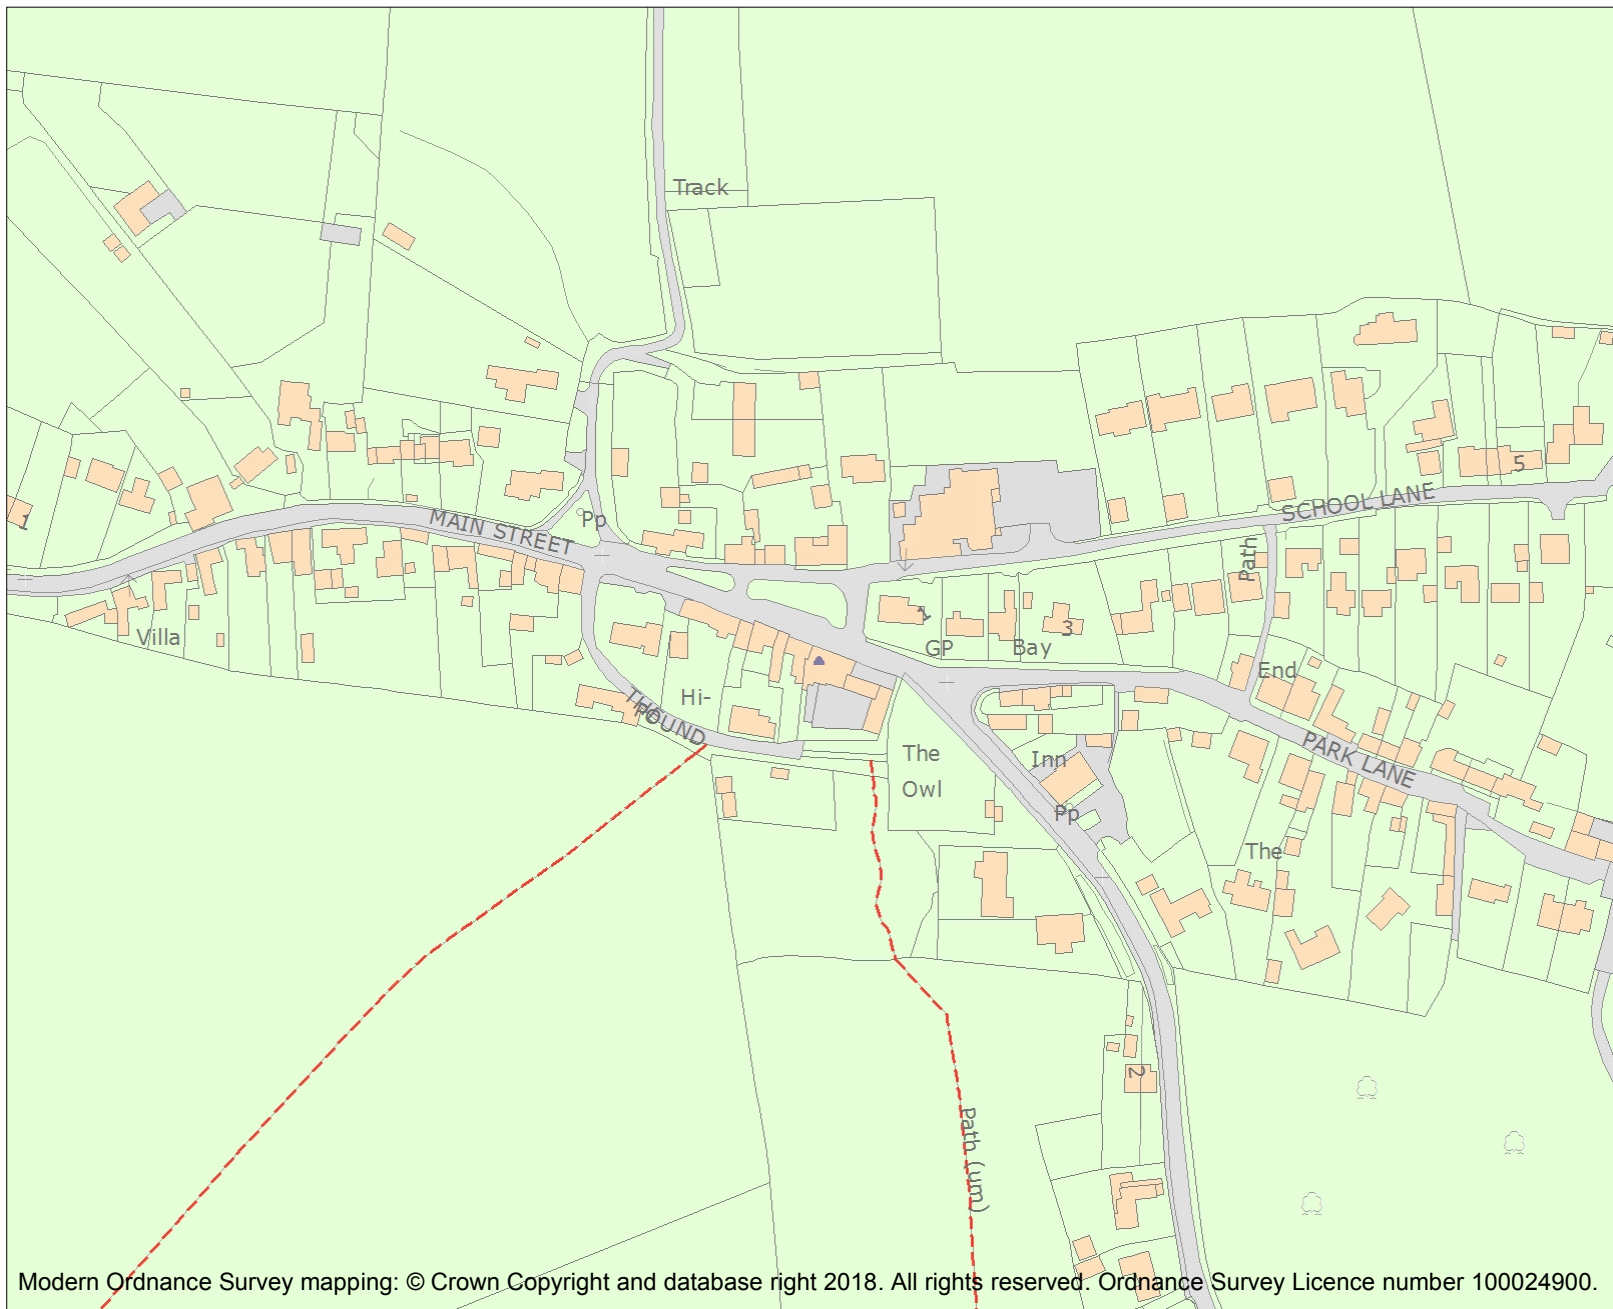 Track
5
SCHOOL LANE
1
MAIN STREET
Pp
Path
Villa
1
GP
Bay
3
End
Hi-
THE
POUND
The
Owl
Inn
PARK LANE
Pp
The
2
Path (um)
Modern Ordnance Survey mapping: © Crown Copyright and database right 2018. All rights reserved. Ordnance Survey Licence number 100024900.